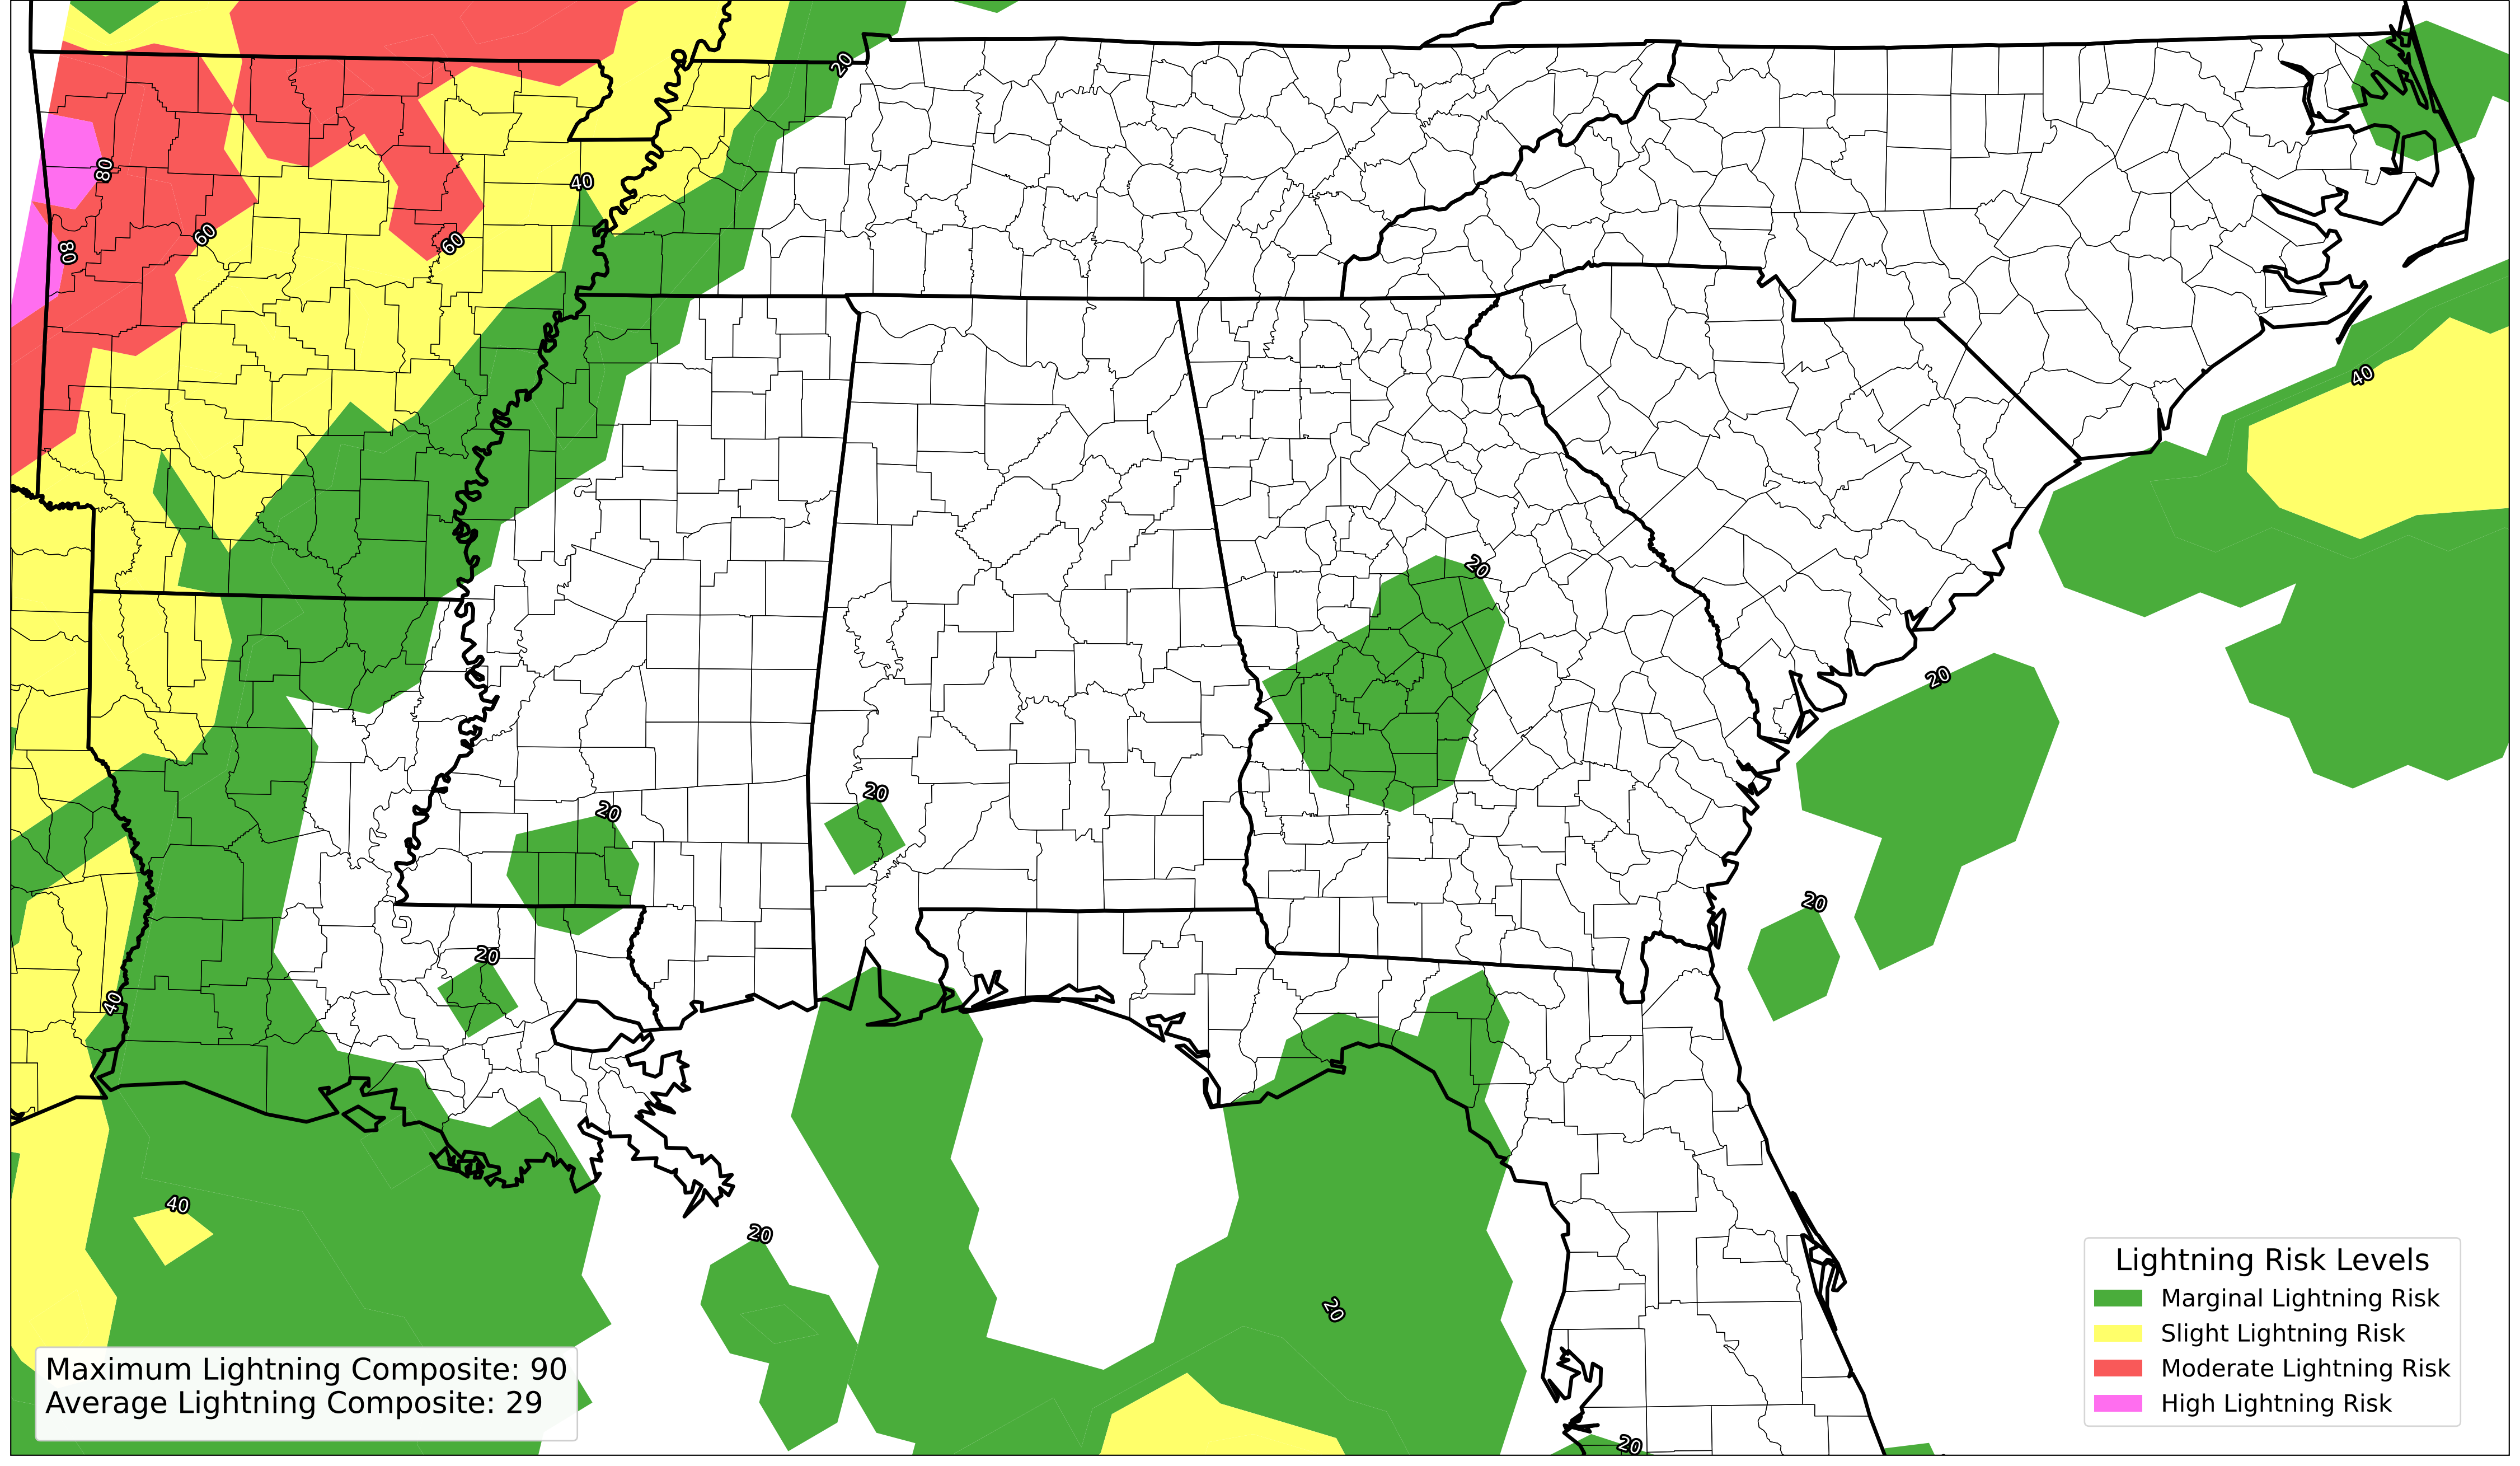 20
40
80
60
60
80
40
20
20
20
20
20
20
40
40
20
20
20
Lightning Risk Levels
Marginal Lightning Risk
Slight Lightning Risk
Moderate Lightning Risk
High Lightning Risk
Maximum Lightning Composite: 90
Average Lightning Composite: 29